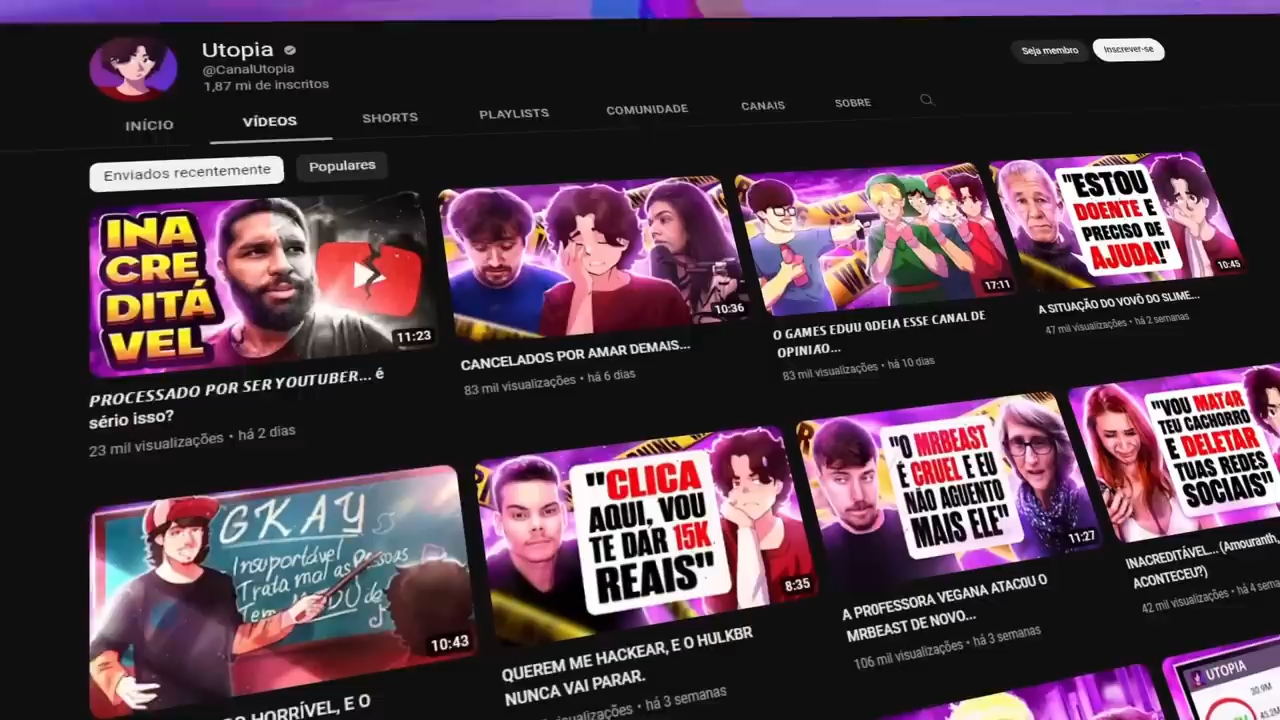 Utopia
@CanalUtopia
1,87 mi de inscritos
Seja membro
Inscrever-se
INÍCIO
VÍDEOS
SHORTS
PLAYLISTS
COMUNIDADE
CANAIS
SOBRE
Enviados recentemente
Populares
INA
CRE
DITÁ
VEL
11:23
PROCESSADO POR SER YOUTUBER... é
sério isso?
23 mil visualizações • há 2 dias
10:36
CANCELADOS POR AMAR DEMAIS...
83 mil visualizações • há 6 dias
17:11
O GAMES EDUU ODEIA ESSE CANAL DE
OPINIÃO...
83 mil visualizações • há 10 dias
"ESTOU
DOENTE E
PRECISO DE
AJUDA!"
10:45
A SITUAÇÃO DO VOVÔ DO SLIME...
47 mil visualizações • há 2 semanas
GKAY
Insuportável
Trata mal as pessoas
Tem
10:43
HORRÍVEL, E O
"CLICA
AQUI, VOU
TE DAR 15K
REAIS"
8:35
QUEREM ME HACKEAR, E O HULKBR
NUNCA VAI PARAR.
visualizações • há 3 semanas
"O MRBEAST
É CRUEL E EU
NÃO AGUENTO
MAIS ELE"
11:27
A PR0FESSORA VEGANA ATACOU O
MRBEAST DE NOVO...
106 mil visualizações • há 3 semanas
"VOU MAT4R
TEU CACHORRO
E DELETAR
TUAS REDES
SOCIAIS"
INACREDITÁVEL... (Amouranth,
ACONTECEU?)
42 mil visualizações • há 4
UTOPIA